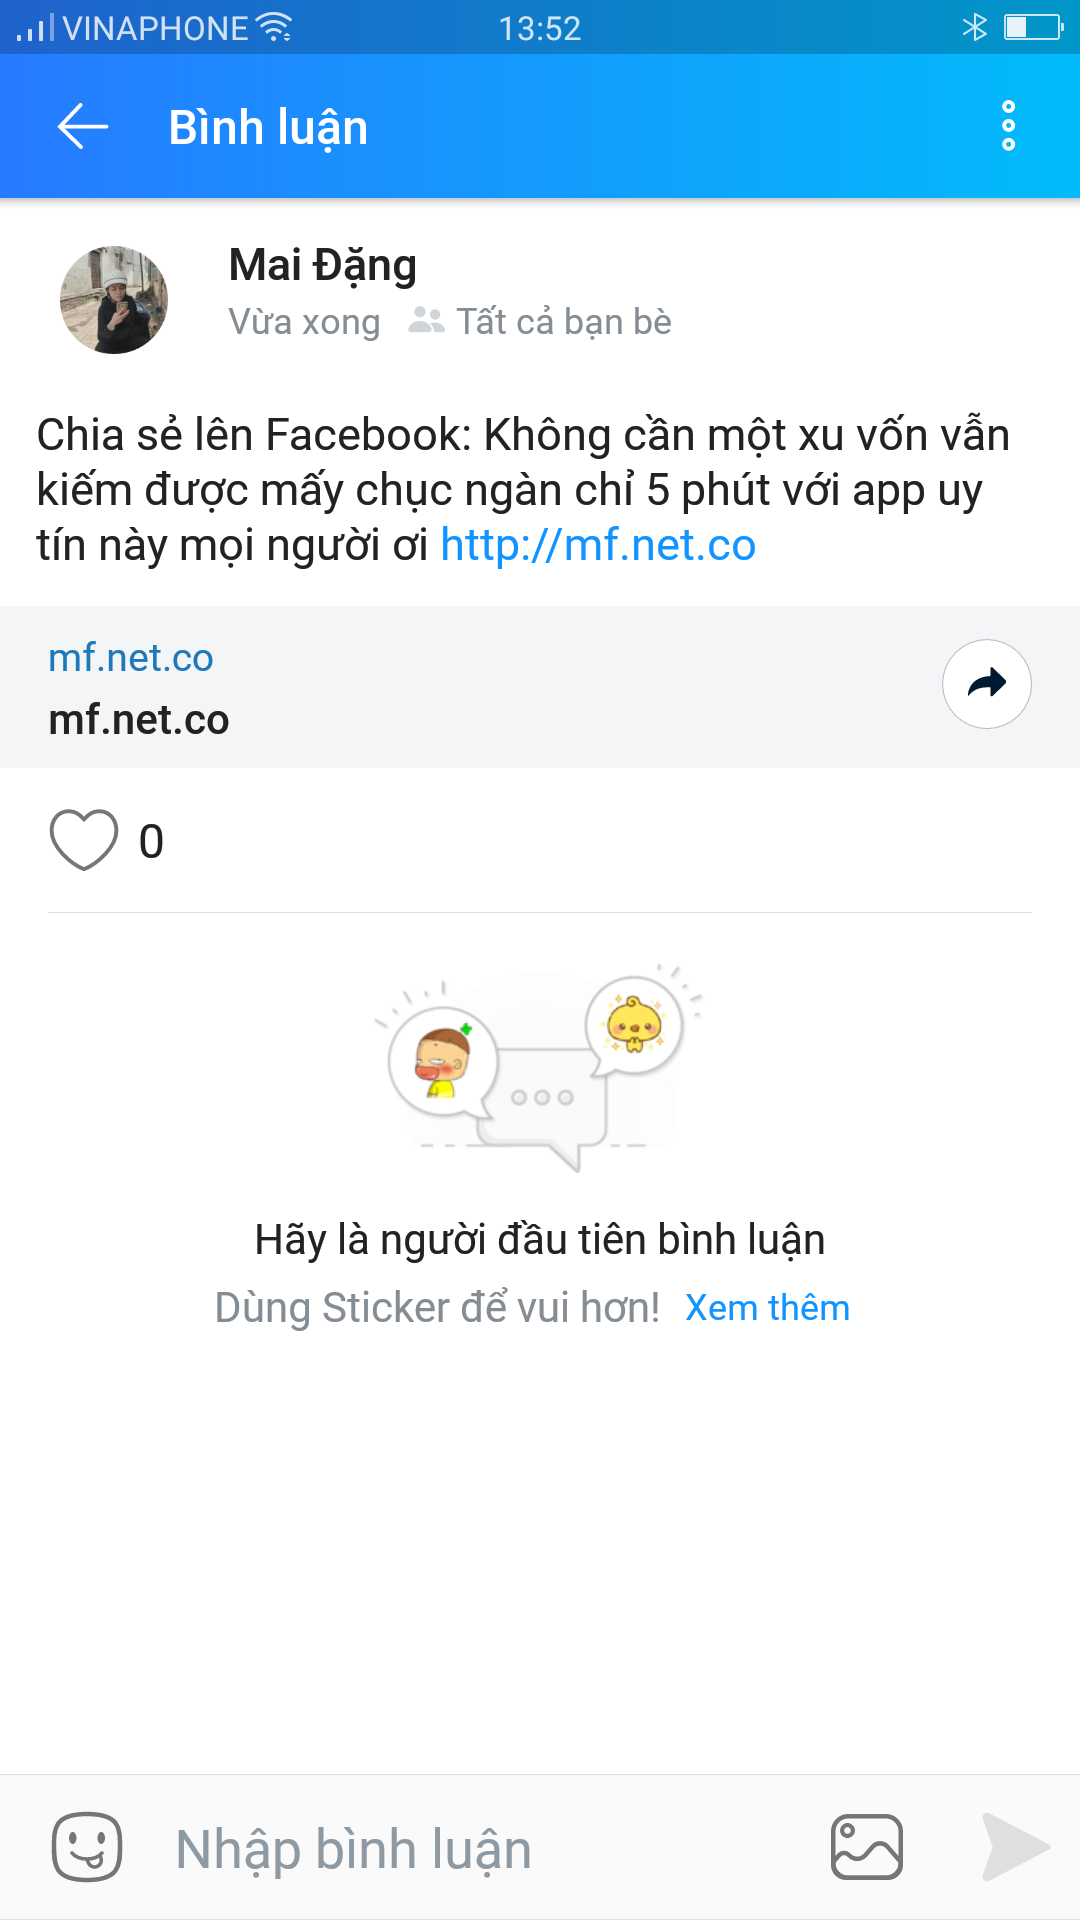 VINAPHONE 13:52
Bình luận
Mai Đặng
Vừa xong Tất cả bạn bè
Chia sẻ lên Facebook: Không cần một xu vốn vẫn
kiếm được mấy chục ngàn chỉ 5 phút với app uy
tín này mọi người ơi http://mf.net.co
mf.net.co
mf.net.co
0
Hãy là người đầu tiên bình luận
Dùng Sticker để vui hơn! Xem thêm
Nhập bình luận